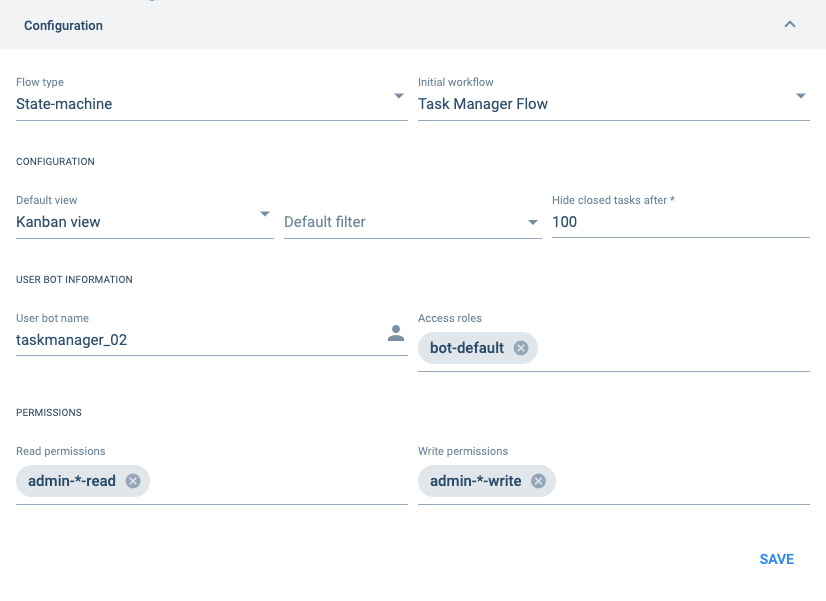 Configuration
Flow type
State-machine
Initial workflow
Task Manager Flow
CONFIGURATION
Default view
Kanban view
Default filter
Hide closed tasks after *
100
USER BOT INFORMATION
User bot name
taskmanager_02
Access roles
bot-default
PERMISSIONS
Read permissions
admin-*-read
Write permissions
admin-*-write
SAVE